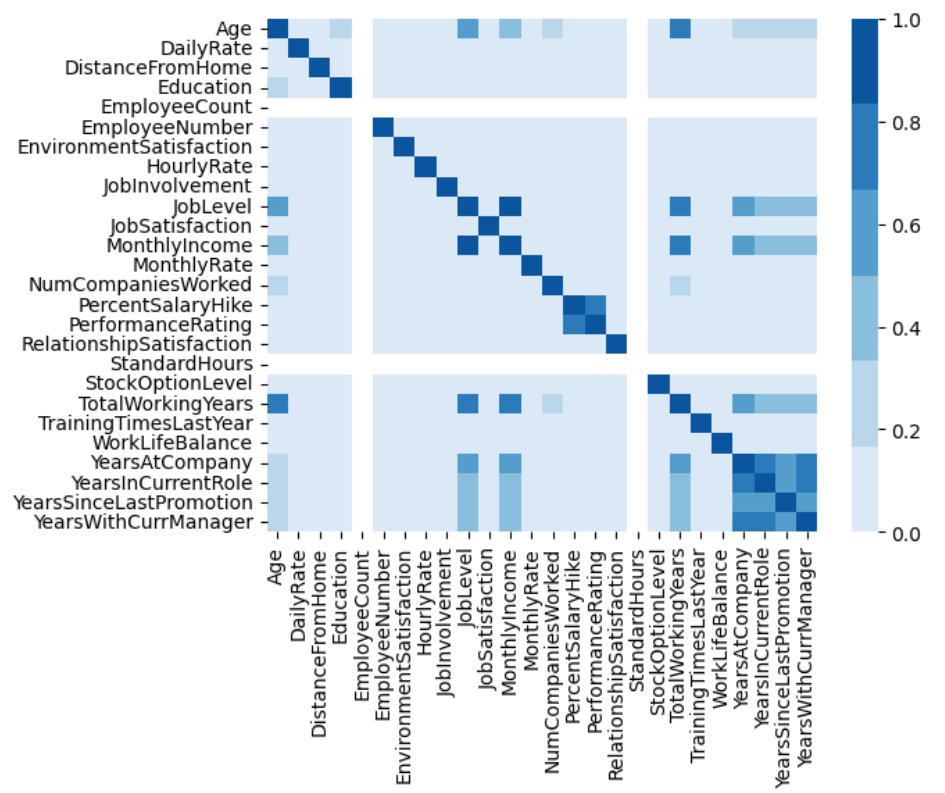 Age
DailyRate
DistanceFromHome
Education
EmployeeCount
EmployeeNumber
EnvironmentSatisfaction
HourlyRate
JobInvolvement
JobLevel
JobSatisfaction
MonthlyIncome
MonthlyRate
NumCompaniesWorked
PercentSalaryHike
PerformanceRating
RelationshipSatisfaction
StandardHours
StockOptionLevel
TotalWorkingYears
TrainingTimesLastYear
WorkLifeBalance
YearsAtCompany
YearsInCurrentRole
YearsSinceLastPromotion
YearsWithCurrManager
Age
DailyRate
DistanceFromHome
Education
EmployeeCount
EmployeeNumber
EnvironmentSatisfaction
HourlyRate
JobInvolvement
JobLevel
JobSatisfaction
MonthlyIncome
MonthlyRate
NumCompaniesWorked
PercentSalaryHike
PerformanceRating
RelationshipSatisfaction
StandardHours
StockOptionLevel
TotalWorkingYears
TrainingTimesLastYear
WorkLifeBalance
YearsAtCompany
YearsInCurrentRole
YearsSinceLastPromotion
YearsWithCurrManager
1.0
0.8
0.6
0.4
0.2
0.0